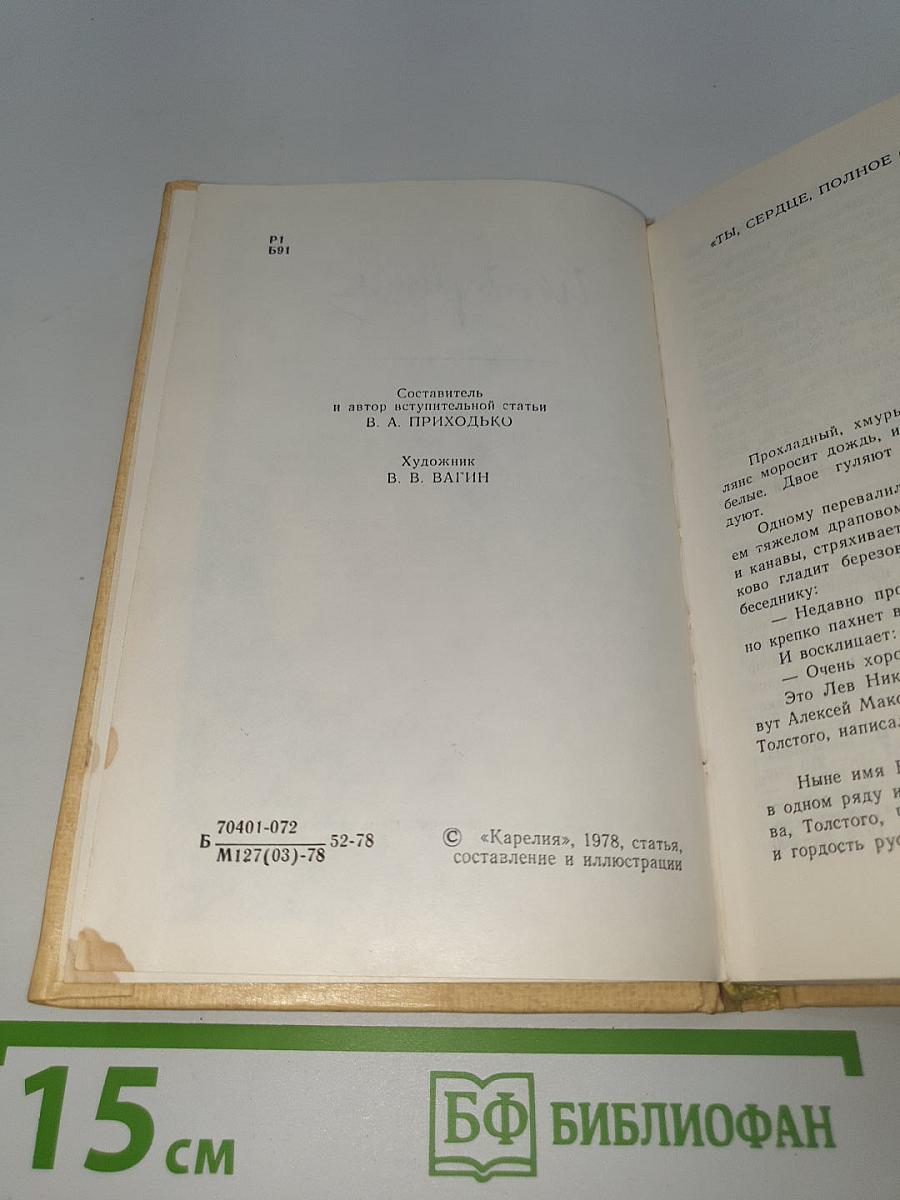 Р1
Б91
Составитель
и автор вступительной статьи
В. А. ПРИХОДЬКО
Художник
В. В. ВАГИН
Б 70401-072 52-78
М127(03)-78
© «Карелия», 1978, статья,
составление и иллюстрации
«ТЫ, СЕРДЦЕ, ПОЛНОЕ
Прохладный, хмуры
ляне моросит дождь, и
белые. Двое гуляют
дуют.
Одному перевалил
ем тяжелом драповом
и канавы, стряхивает
ково гладит березов
беседнику:
— Недавно про
но крепко пахнет в
И восклицает:
— Очень хоро
Это Лев Ник
вут Алексей Макс
Толстого, написал
Ныне имя
в одном ряду и
ва, Толстого,
и гордость рус
15 см
БФ БИБЛИОФАН